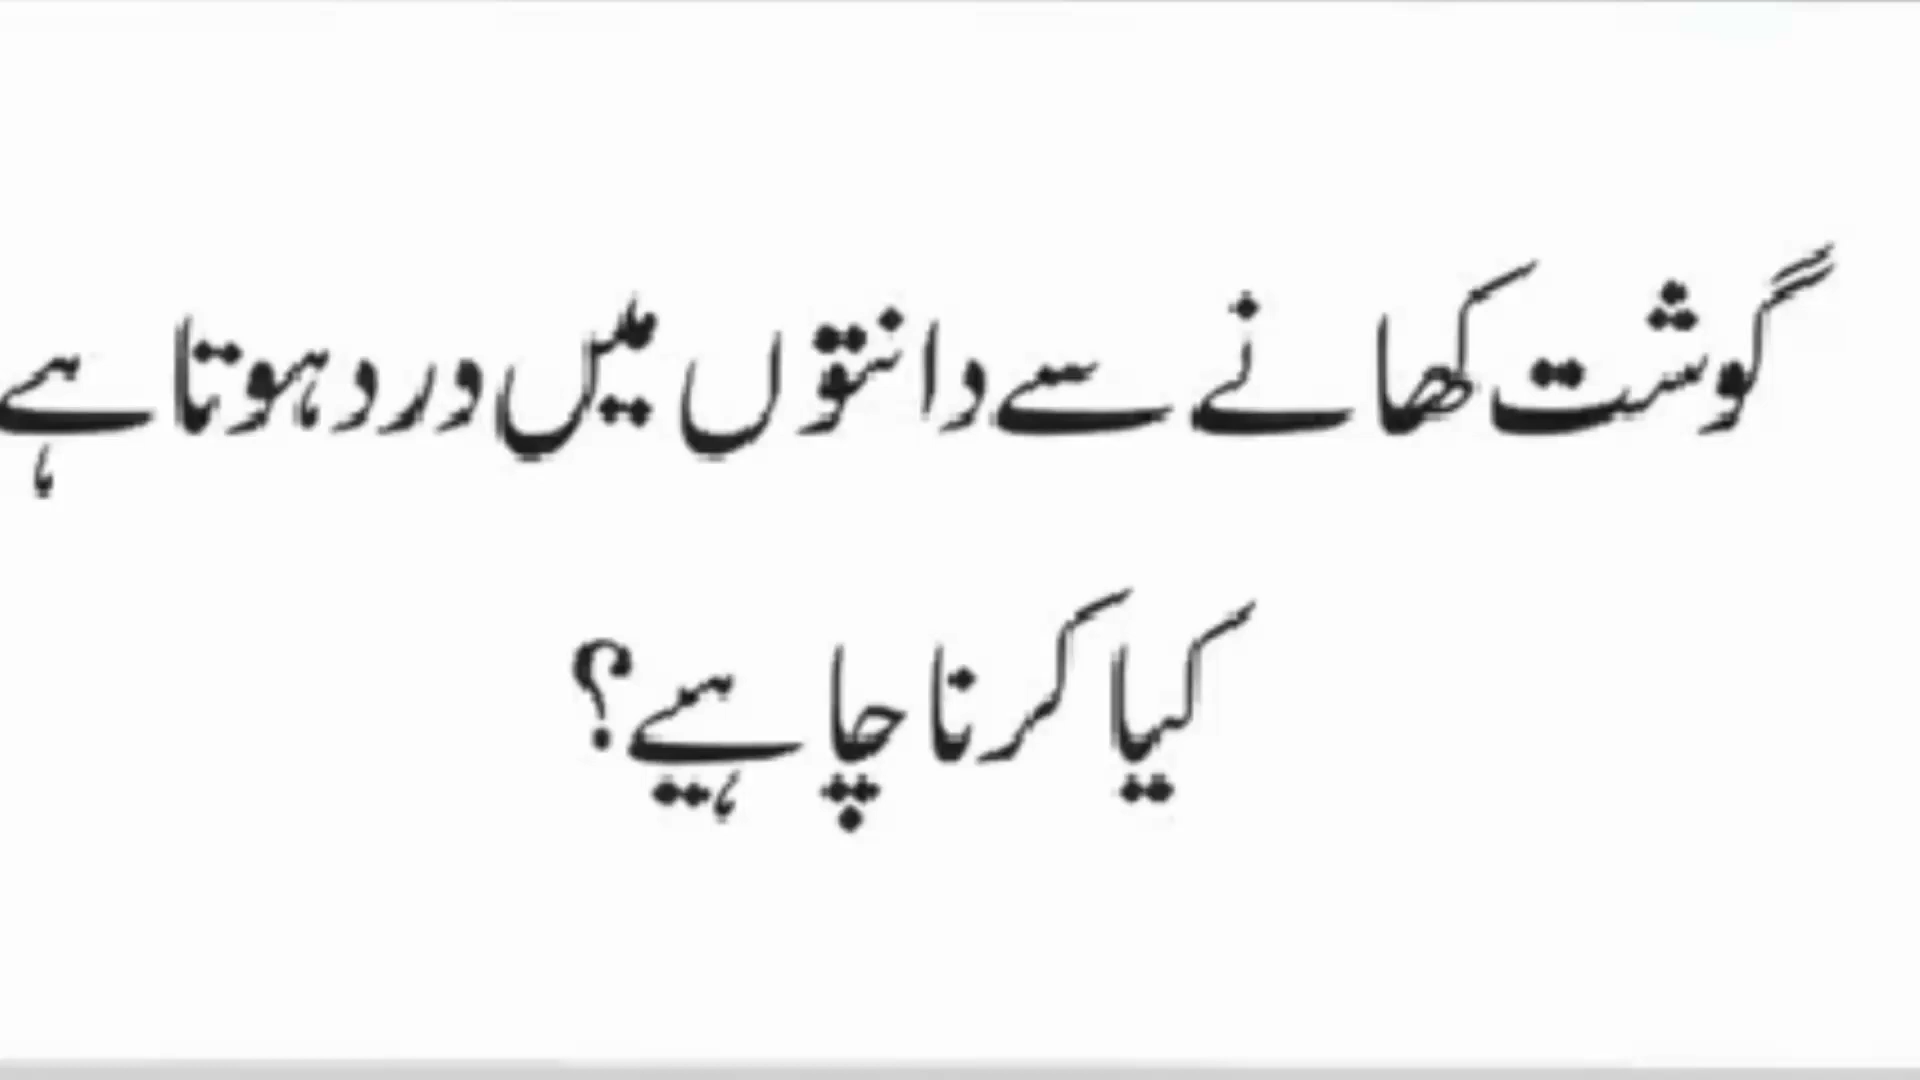 گوشت کھانے سے دانتوں میں درد ہوتا ہے
کیا کرنا چاہیے؟